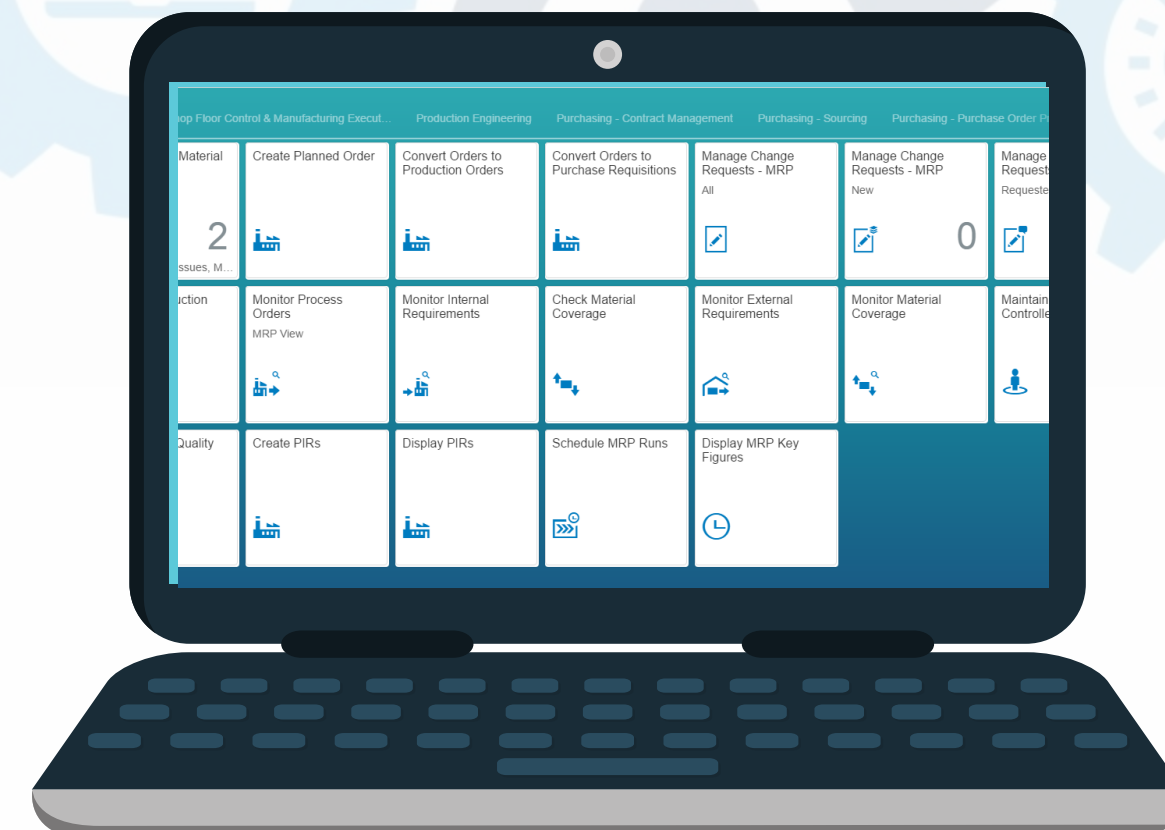 op Floor Control & Manufacturing Execut...
Production Engineering
Purchasing - Contract Management
Purchasing - Sourcing
Purchasing - Purchase Order P
Material
2
ssues, M...
Create Planned Order
Convert Orders to
Production Orders
Convert Orders to
Purchase Requisitions
Manage Change
Requests - MRP
All
Manage Change
Requests - MRP
New
0
Manage
Request
Requeste
uction
Monitor Process
Orders
MRP View
Monitor Internal
Requirements
Check Material
Coverage
Monitor External
Requirements
Monitor Material
Coverage
Maintain
Controlle
Quality
Create PIRs
Display PIRs
Schedule MRP Runs
Display MRP Key
Figures